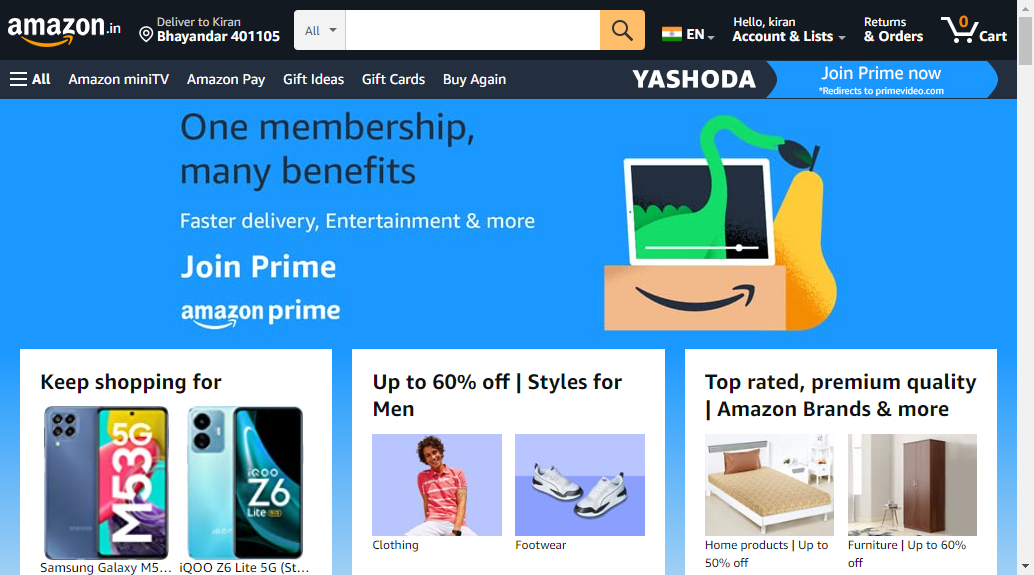 amazon.in
Deliver to Kiran
Bhayandar 401105
All
EN
Hello, kiran
Account & Lists
Returns
& Orders
0
Cart
All
Amazon miniTV
Amazon Pay
Gift Ideas
Gift Cards
Buy Again
YASHODA
Join Prime now
*Redirects to primevideo.com
One membership,
many benefits
Faster delivery, Entertainment & more
Join Prime
amazon prime
Keep shopping for
5G
M53
iQOO
Z6
Lite 5G
Samsung Galaxy M5...
iQOO Z6 Lite 5G (St...
Up to 60% off | Styles for
Men
Clothing
Footwear
Top rated, premium quality
| Amazon Brands & more
Home products | Up to
50% off
Furniture | Up to 60%
off